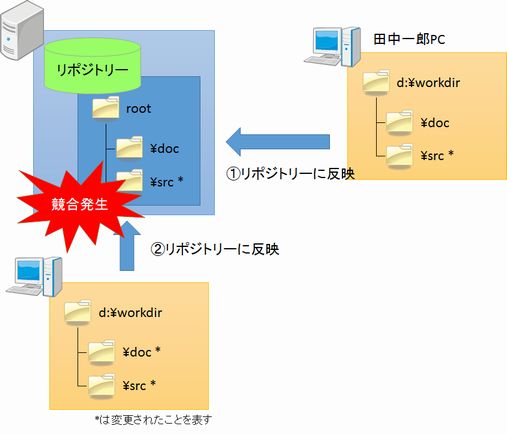 田中一郎PC
リポジトリー
root
¥doc
¥src *
d:¥workdir
¥doc
¥src *
①リポジトリーに反映
競合発生
②リポジトリーに反映
d:¥workdir
¥doc *
¥src *
*は変更されたことを表す